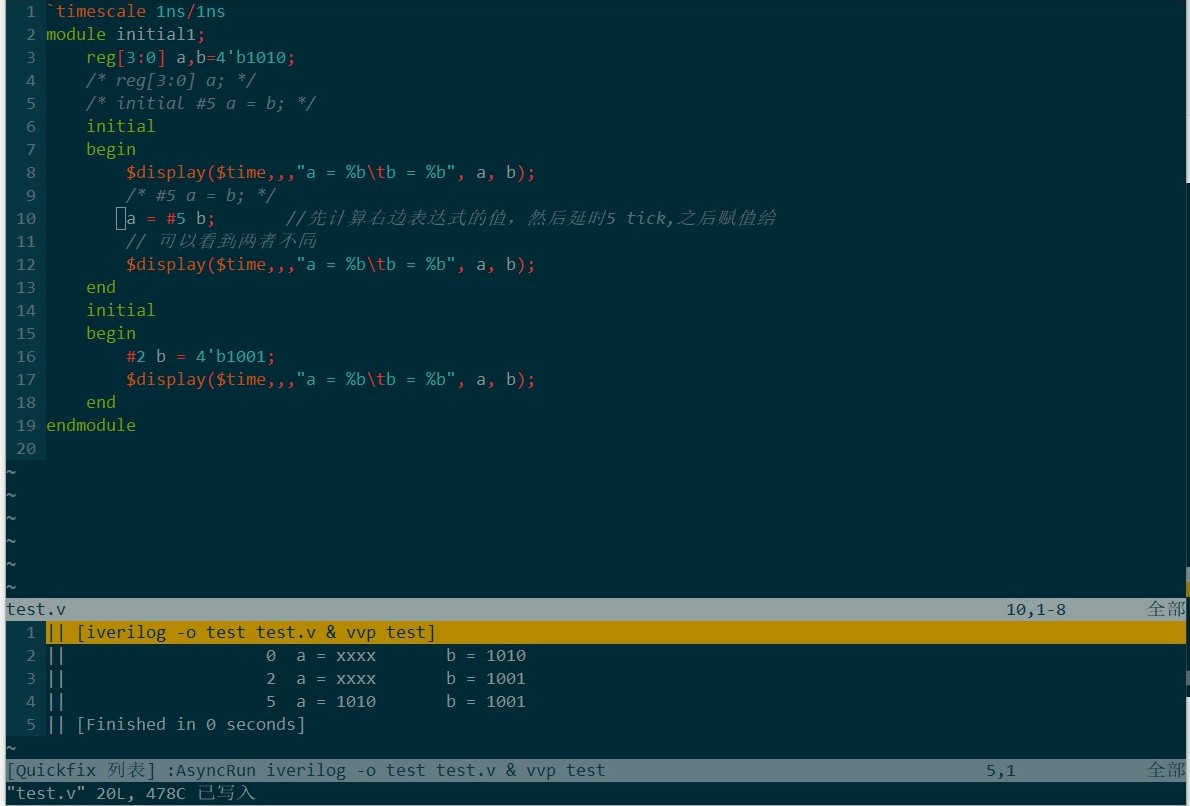 1 `timescale 1ns/1ns
2 module initial1;
3     reg[3:0] a,b=4'b1010;
4     /* reg[3:0] a; */
5     /* initial #5 a = b; */
6     initial
7     begin
8         $display($time,,,"a = %b\tb = %b", a, b);
9         /* #5 a = b; */
10         a = #5 b;       //先计算右边表达式的值，然后延时5 tick,之后赋值给
11         // 可以看到两者不同
12         $display($time,,,"a = %b\tb = %b", a, b);
13     end
14     initial
15     begin
16         #2 b = 4'b1001;
17         $display($time,,,"a = %b\tb = %b", a, b);
18     end
19 endmodule
20
~
~
~
~
~
~
test.v 10,1-8 全部
1 || [iverilog -o test test.v & vvp test]
2 ||                     0  a = xxxx       b = 1010
3 ||                     2  a = xxxx       b = 1001
4 ||                     5  a = 1010       b = 1001
5 || [Finished in 0 seconds]
~
[Quickfix 列表] :AsyncRun iverilog -o test test.v & vvp test 5,1 全部
"test.v" 20L, 478C 已写入